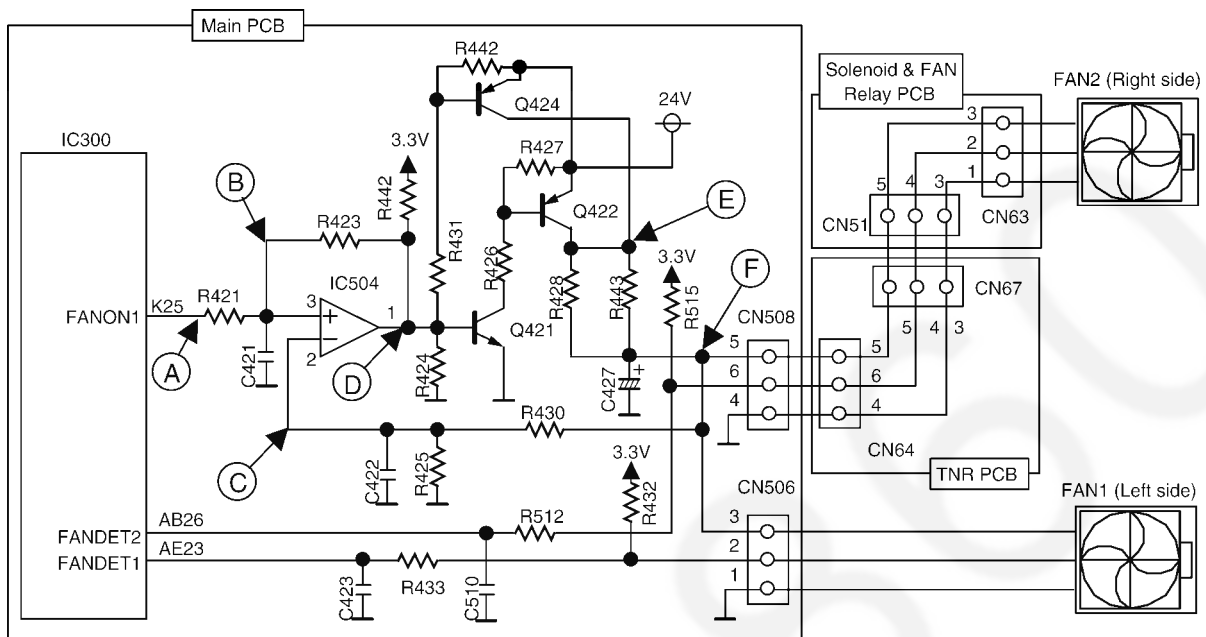 Main PCB
R442
Q424
24V
Solenoid & FAN
Relay PCB
FAN2 (Right side)
IC300
3.3V
R427
3
2
1
B
R442
Q422
5
4
3
CN51
CN63
R423
R431
R426
E
3.3V
IC504
R428
R443
R515
F
CN67
FANON1
K25
R421
3
+
1
Q421
CN508
5
4
3
A
C421
−
2
D
R424
C427
+
5
6
4
5
6
4
R430
CN64
C
C422
R425
3.3V
TNR PCB
R432
CN506
FAN1 (Left side)
FANDET2
AB26
R512
3
FANDET1
AE23
2
C423
R433
C510
1